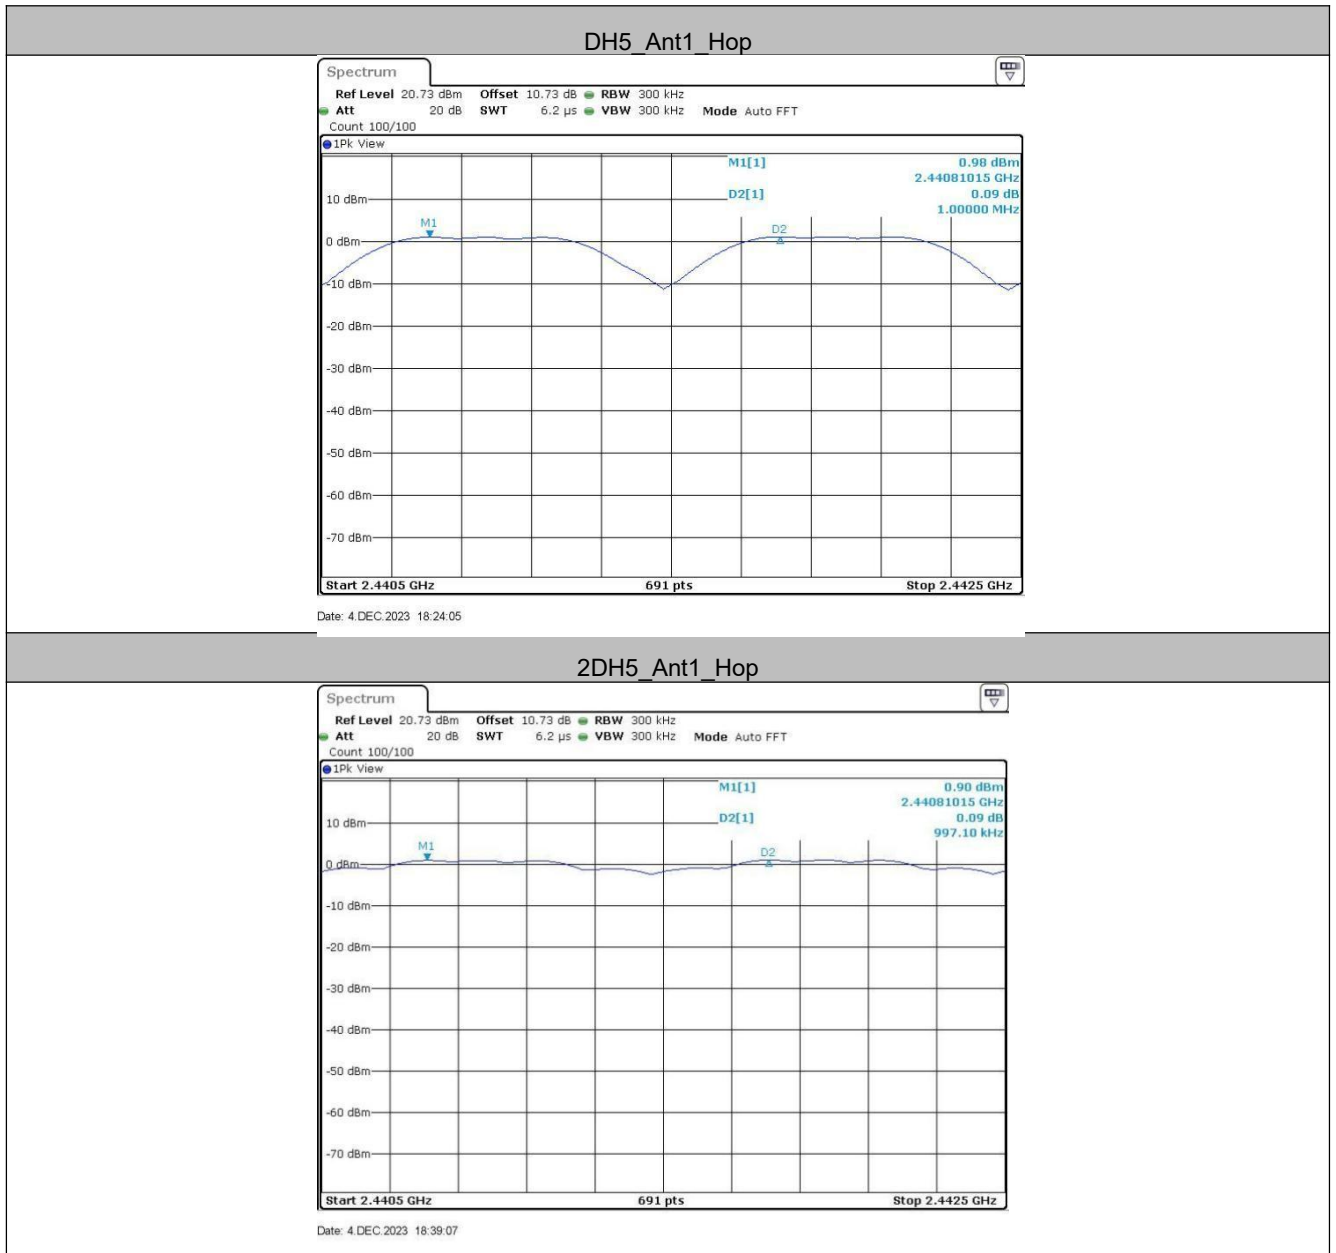 DH5_Ant1_Hop
Spectrum
Ref Level 20.73 dBm Offset 10.73 dB RBW 300 kHz
Att 20 dB SWT 6.2 µs VBW 300 kHz Mode Auto FFT
Count 100/100
1Pk View
M1[1] 0.98 dBm
2.44081015 GHz
D2[1] 0.09 dB
1.00000 MHz
10 dBm
M1
D2
0 dBm
-10 dBm
-20 dBm
-30 dBm
-40 dBm
-50 dBm
-60 dBm
-70 dBm
Start 2.4405 GHz 691 pts Stop 2.4425 GHz
Date: 4.DEC.2023 18:24:05
2DH5_Ant1_Hop
Spectrum
Ref Level 20.73 dBm Offset 10.73 dB RBW 300 kHz
Att 20 dB SWT 6.2 µs VBW 300 kHz Mode Auto FFT
Count 100/100
1Pk View
M1[1] 0.90 dBm
2.44081015 GHz
D2[1] 0.09 dB
997.10 kHz
10 dBm
M1
D2
0 dBm
-10 dBm
-20 dBm
-30 dBm
-40 dBm
-50 dBm
-60 dBm
-70 dBm
Start 2.4405 GHz 691 pts Stop 2.4425 GHz
Date: 4.DEC.2023 18:39:07